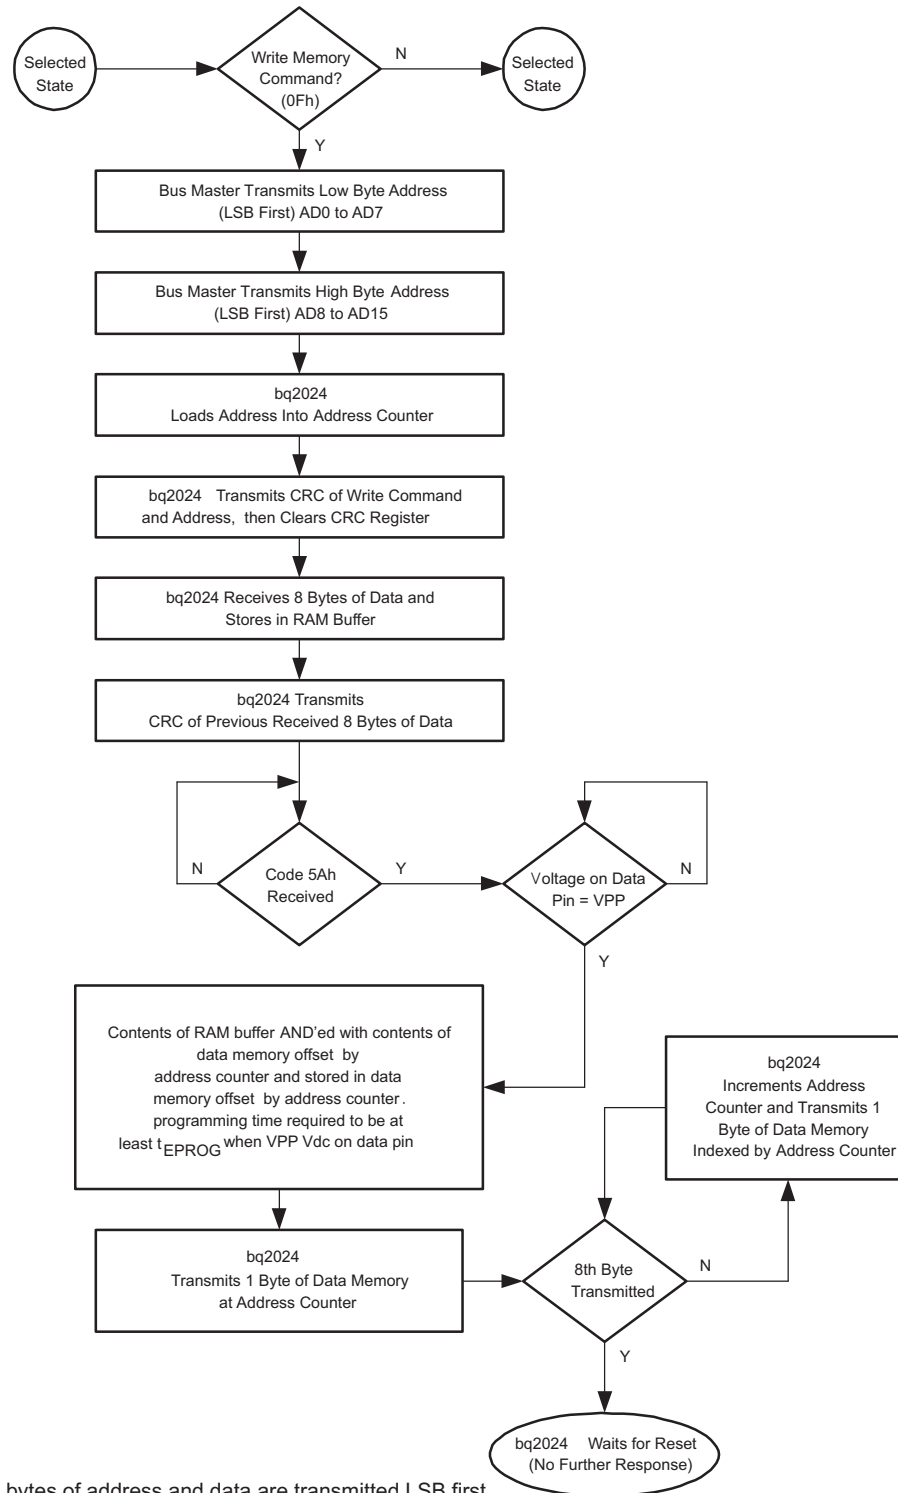 Selected
State
Write Memory
Command?
(0Fh)
N
Selected
State
Y
Bus Master Transmits Low Byte Address
(LSB First) AD0 to AD7
Bus Master Transmits High Byte Address
(LSB First) AD8 to AD15
bq2024
Loads Address Into Address Counter
bq2024 Transmits CRC of Write Command
and Address, then Clears CRC Register
bq2024 Receives 8 Bytes of Data and
Stores in RAM Buffer
bq2024 Transmits
CRC of Previous Received 8 Bytes of Data
N
Code 5Ah
Received
Y
Voltage on Data
Pin = VPP
N
Y
Contents of RAM buffer AND'ed with contents of
data memory offset by
address counter and stored in data
memory offset by address counter.
programming time required to be at
least tEPROG when VPP Vdc on data pin
bq2024
Increments Address
Counter and Transmits 1
Byte of Data Memory
Indexed by Address Counter
bq2024
Transmits 1 Byte of Data Memory
at Address Counter
8th Byte
Transmitted
N
Y
bq2024 Waits for Reset
(No Further Response)
bytes of address and data are transmitted LSB first